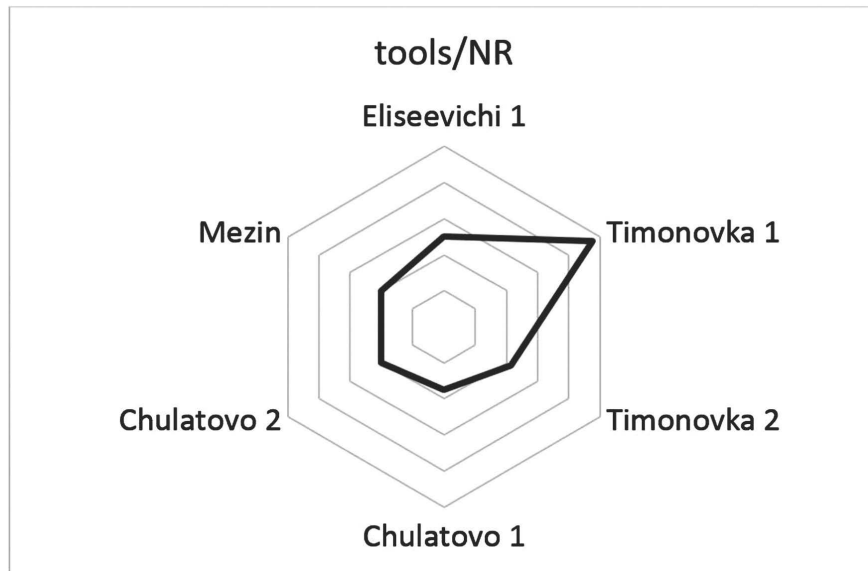 tools/NR
Eliseevichi 1
Mezin
Timonovka 1
Chulatovo 2
Timonovka 2
Chulatovo 1